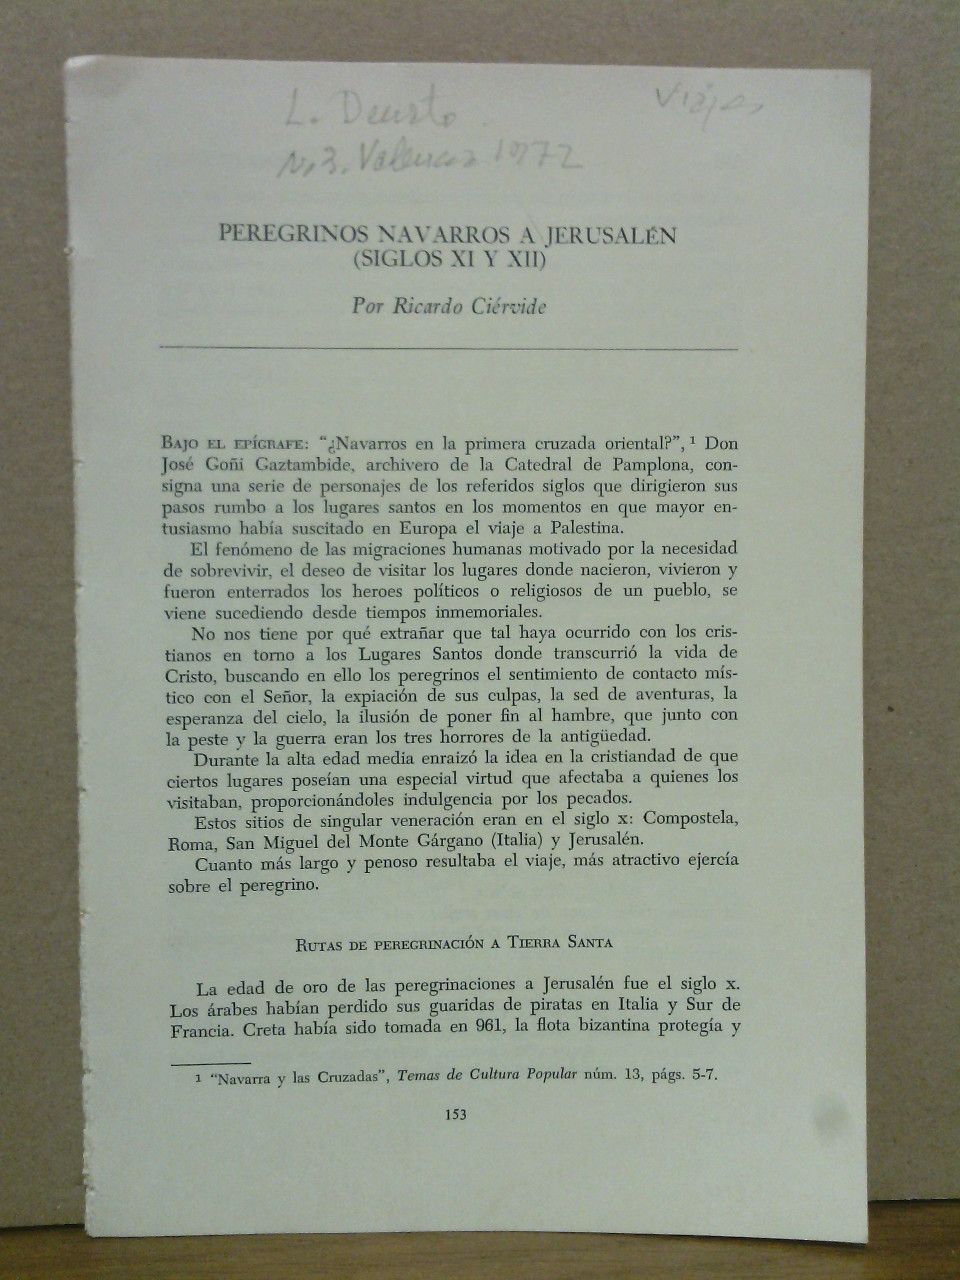 L. Deusto
Viajes
N.3. Valencia 1972
PEREGRINOS NAVARROS A JERUSALÉN
(SIGLOS XI Y XII)
Por Ricardo Ciérvide
BAJO EL EPÍGRAFE: “¿Navarros en la primera cruzada oriental?”, ¹ Don
José Goñi Gaztambide, archivero de la Catedral de Pamplona, con-
signa una serie de personajes de los referidos siglos que dirigieron sus
pasos rumbo a los lugares santos en los momentos en que mayor en-
tusiasmo había suscitado en Europa el viaje a Palestina.
El fenómeno de las migraciones humanas motivado por la necesidad
de sobrevivir, el deseo de visitar los lugares donde nacieron, vivieron y
fueron enterrados los heroes políticos o religiosos de un pueblo, se
viene sucediendo desde tiempos inmemoriales.
No nos tiene por qué extrañar que tal haya ocurrido con los cris-
tianos en torno a los Lugares Santos donde transcurrió la vida de
Cristo, buscando en ello los peregrinos el sentimiento de contacto mís-
tico con el Señor, la expiación de sus culpas, la sed de aventuras, la
esperanza del cielo, la ilusión de poner fin al hambre, que junto con
la peste y la guerra eran los tres horrores de la antigüedad.
Durante la alta edad media enraizó la idea en la cristiandad de que
ciertos lugares poseían una especial virtud que afectaba a quienes los
visitaban, proporcionándoles indulgencia por los pecados.
Estos sitios de singular veneración eran en el siglo X: Compostela,
Roma, San Miguel del Monte Gárgano (Italia) y Jerusalén.
Cuanto más largo y penoso resultaba el viaje, más atractivo ejercía
sobre el peregrino.
RUTAS DE PEREGRINACIÓN A TIERRA SANTA
La edad de oro de las peregrinaciones a Jerusalén fue el siglo X.
Los árabes habían perdido sus guaridas de piratas en Italia y Sur de
Francia. Creta había sido tomada en 961, la flota bizantina protegía y
¹ “Navarra y las Cruzadas”, Temas de Cultura Popular núm. 13, págs. 5-7.
153